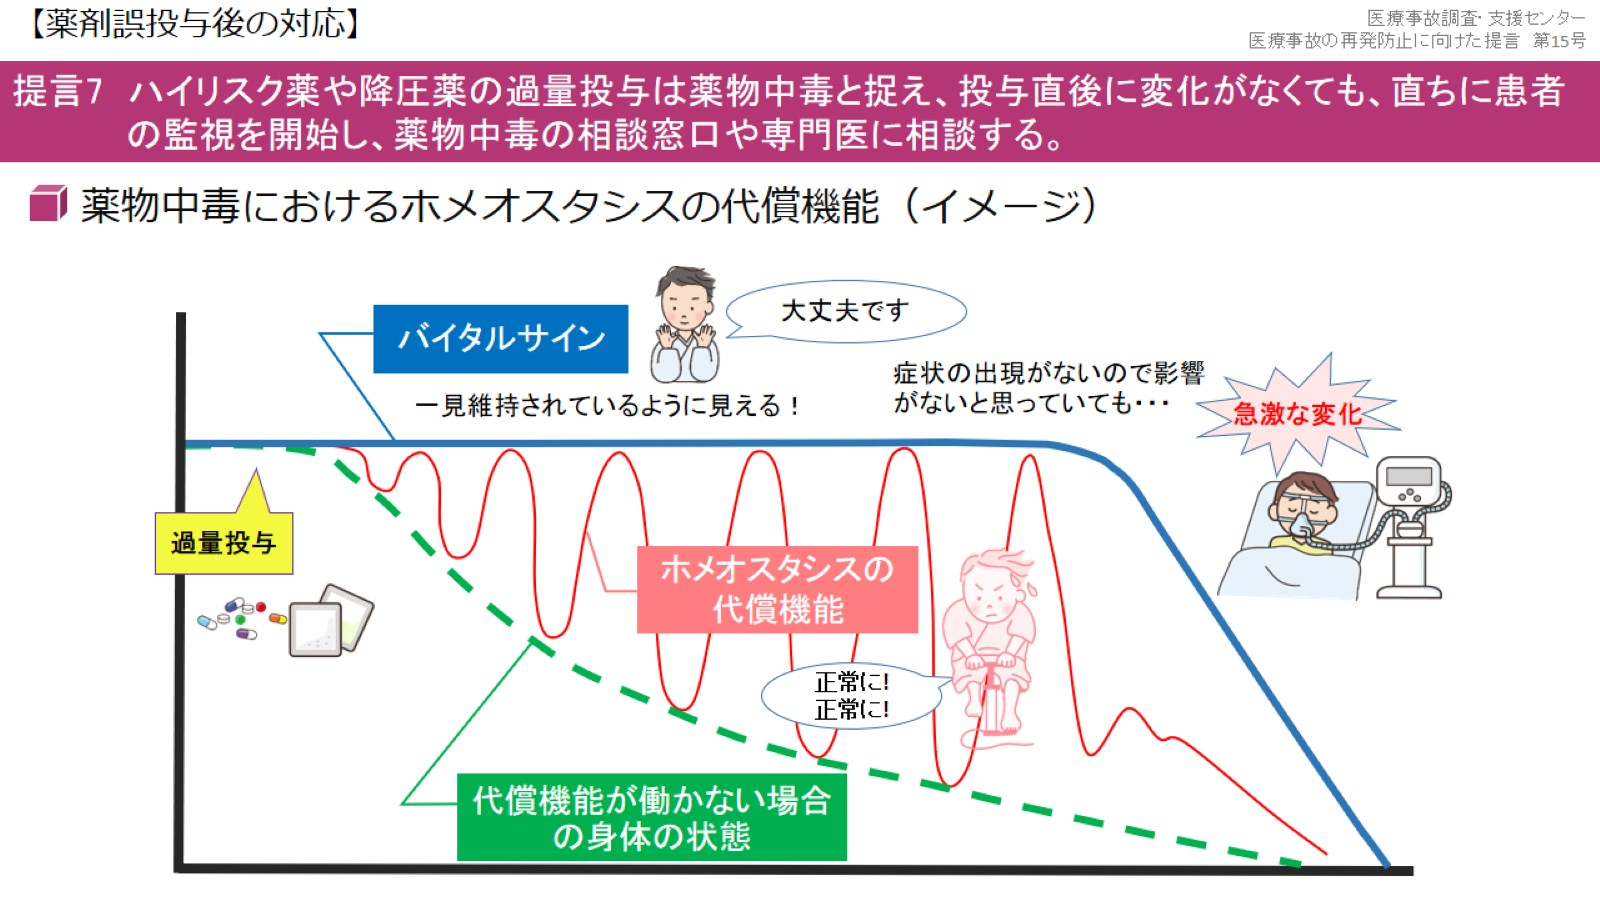 【薬剤誤投与後の対応】
医療事故調査・支援センター
医療事故の再発防止に向けた提言　第15号
提言7　ハイリスク薬や降圧薬の過量投与は薬物中毒と捉え、投与直後に変化がなくても、直ちに患者
の監視を開始し、薬物中毒の相談窓口や専門医に相談する。
薬物中毒におけるホメオスタシスの代償機能（イメージ）
バイタルサイン
大丈夫です
一見維持されているように見える！
症状の出現がないので影響
がないと思っていても・・・
急激な変化
過量投与
ホメオスタシスの
代償機能
正常に!
正常に!
代償機能が働かない場合
の身体の状態